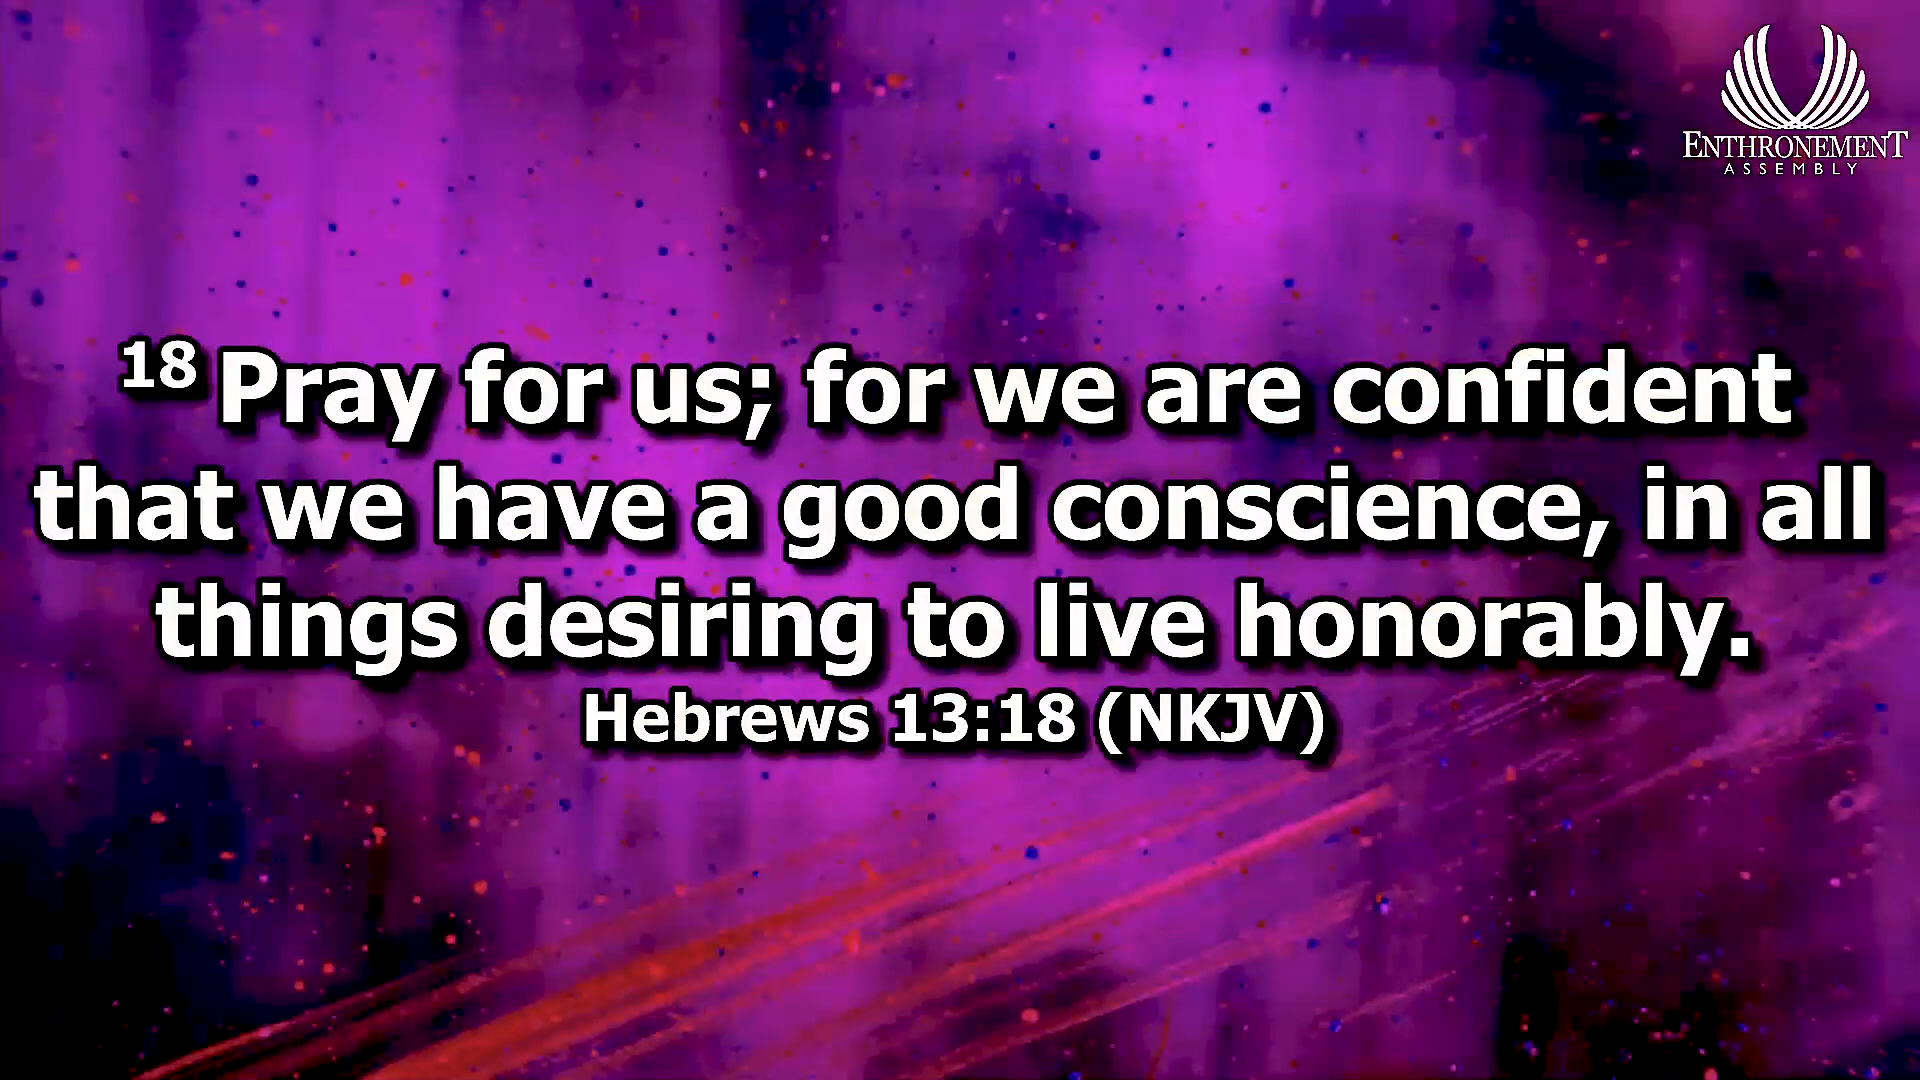 ENTHRONEMENT
ASSEMBLY
18 Pray for us; for we are confident
that we have a good conscience, in all
things desiring to live honorably.
Hebrews 13:18 (NKJV)